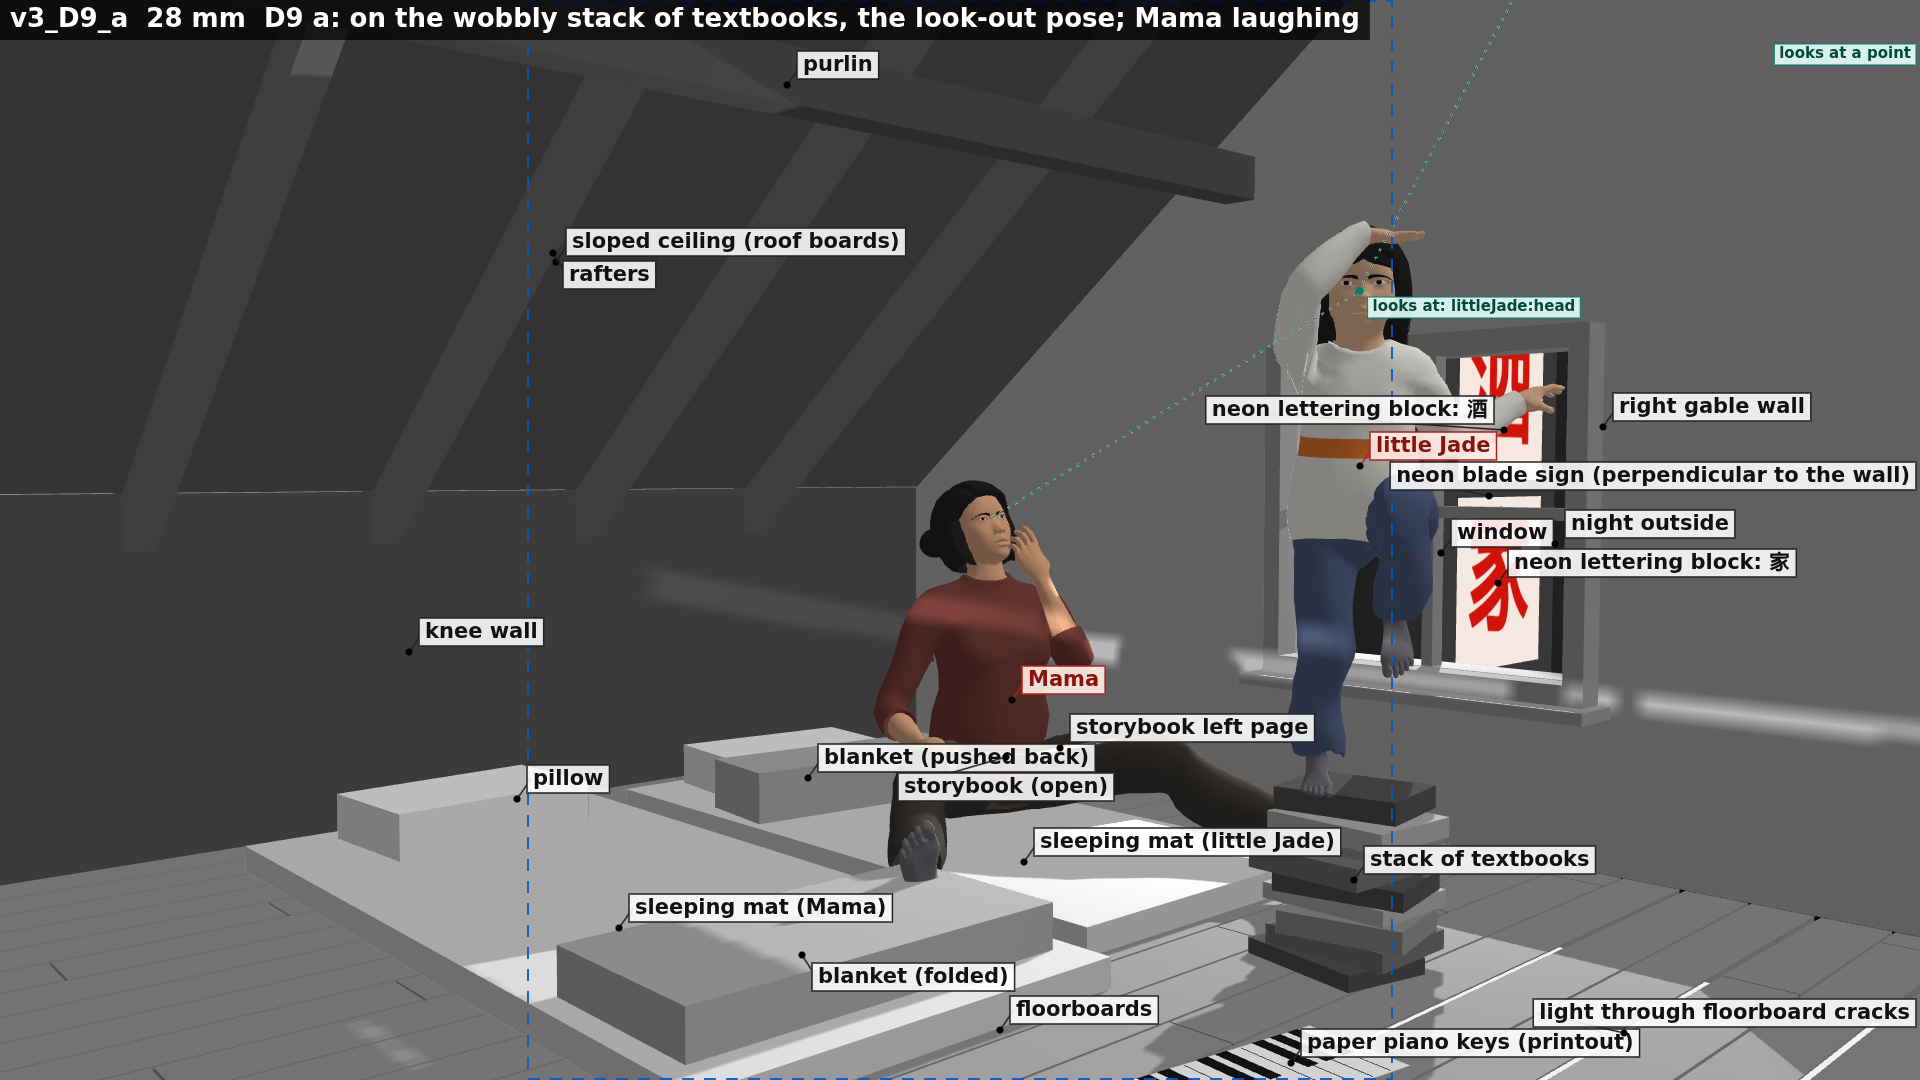 v3_D9_a 28 mm D9 a: on the wobbly stack of textbooks, the look-out pose; Mama laughing
looks at a point
purlin
sloped ceiling (roof boards)
rafters
looks at: littleJade:head
neon lettering block: 酒
right gable wall
little Jade
neon blade sign (perpendicular to the wall)
night outside
window
neon lettering block: 家
knee wall
Mama
storybook left page
blanket (pushed back)
pillow
storybook (open)
sleeping mat (little Jade)
stack of textbooks
sleeping mat (Mama)
blanket (folded)
floorboards
light through floorboard cracks
paper piano keys (printout)
酒
家